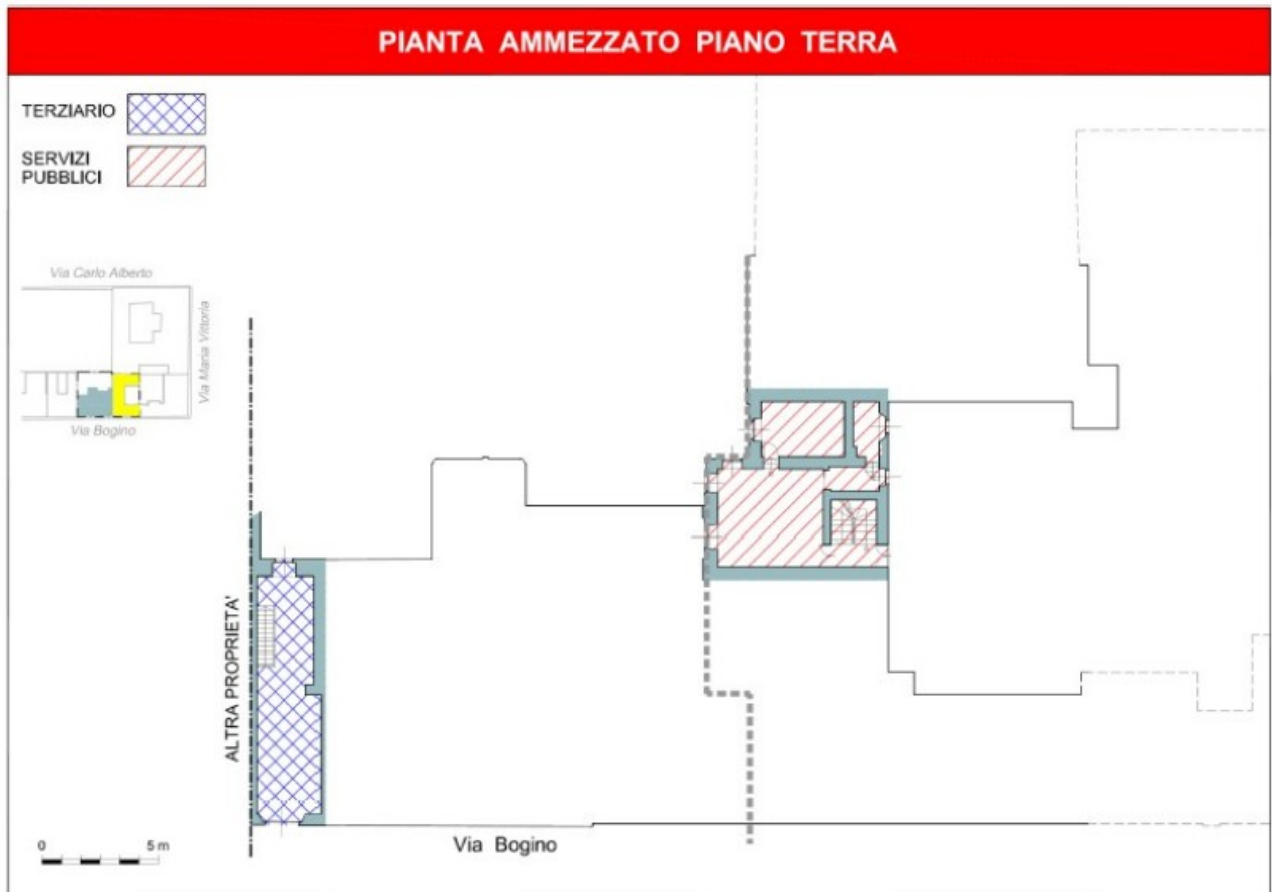 PIANTA AMMEZZATO PIANO TERRA
TERZIARIO
SERVIZI
PUBBLICI
Via Carlo Alberto
Via Maria Vittoria
Via Bogino
ALTRA PROPRIETA'
0 5 m
Via Bogino